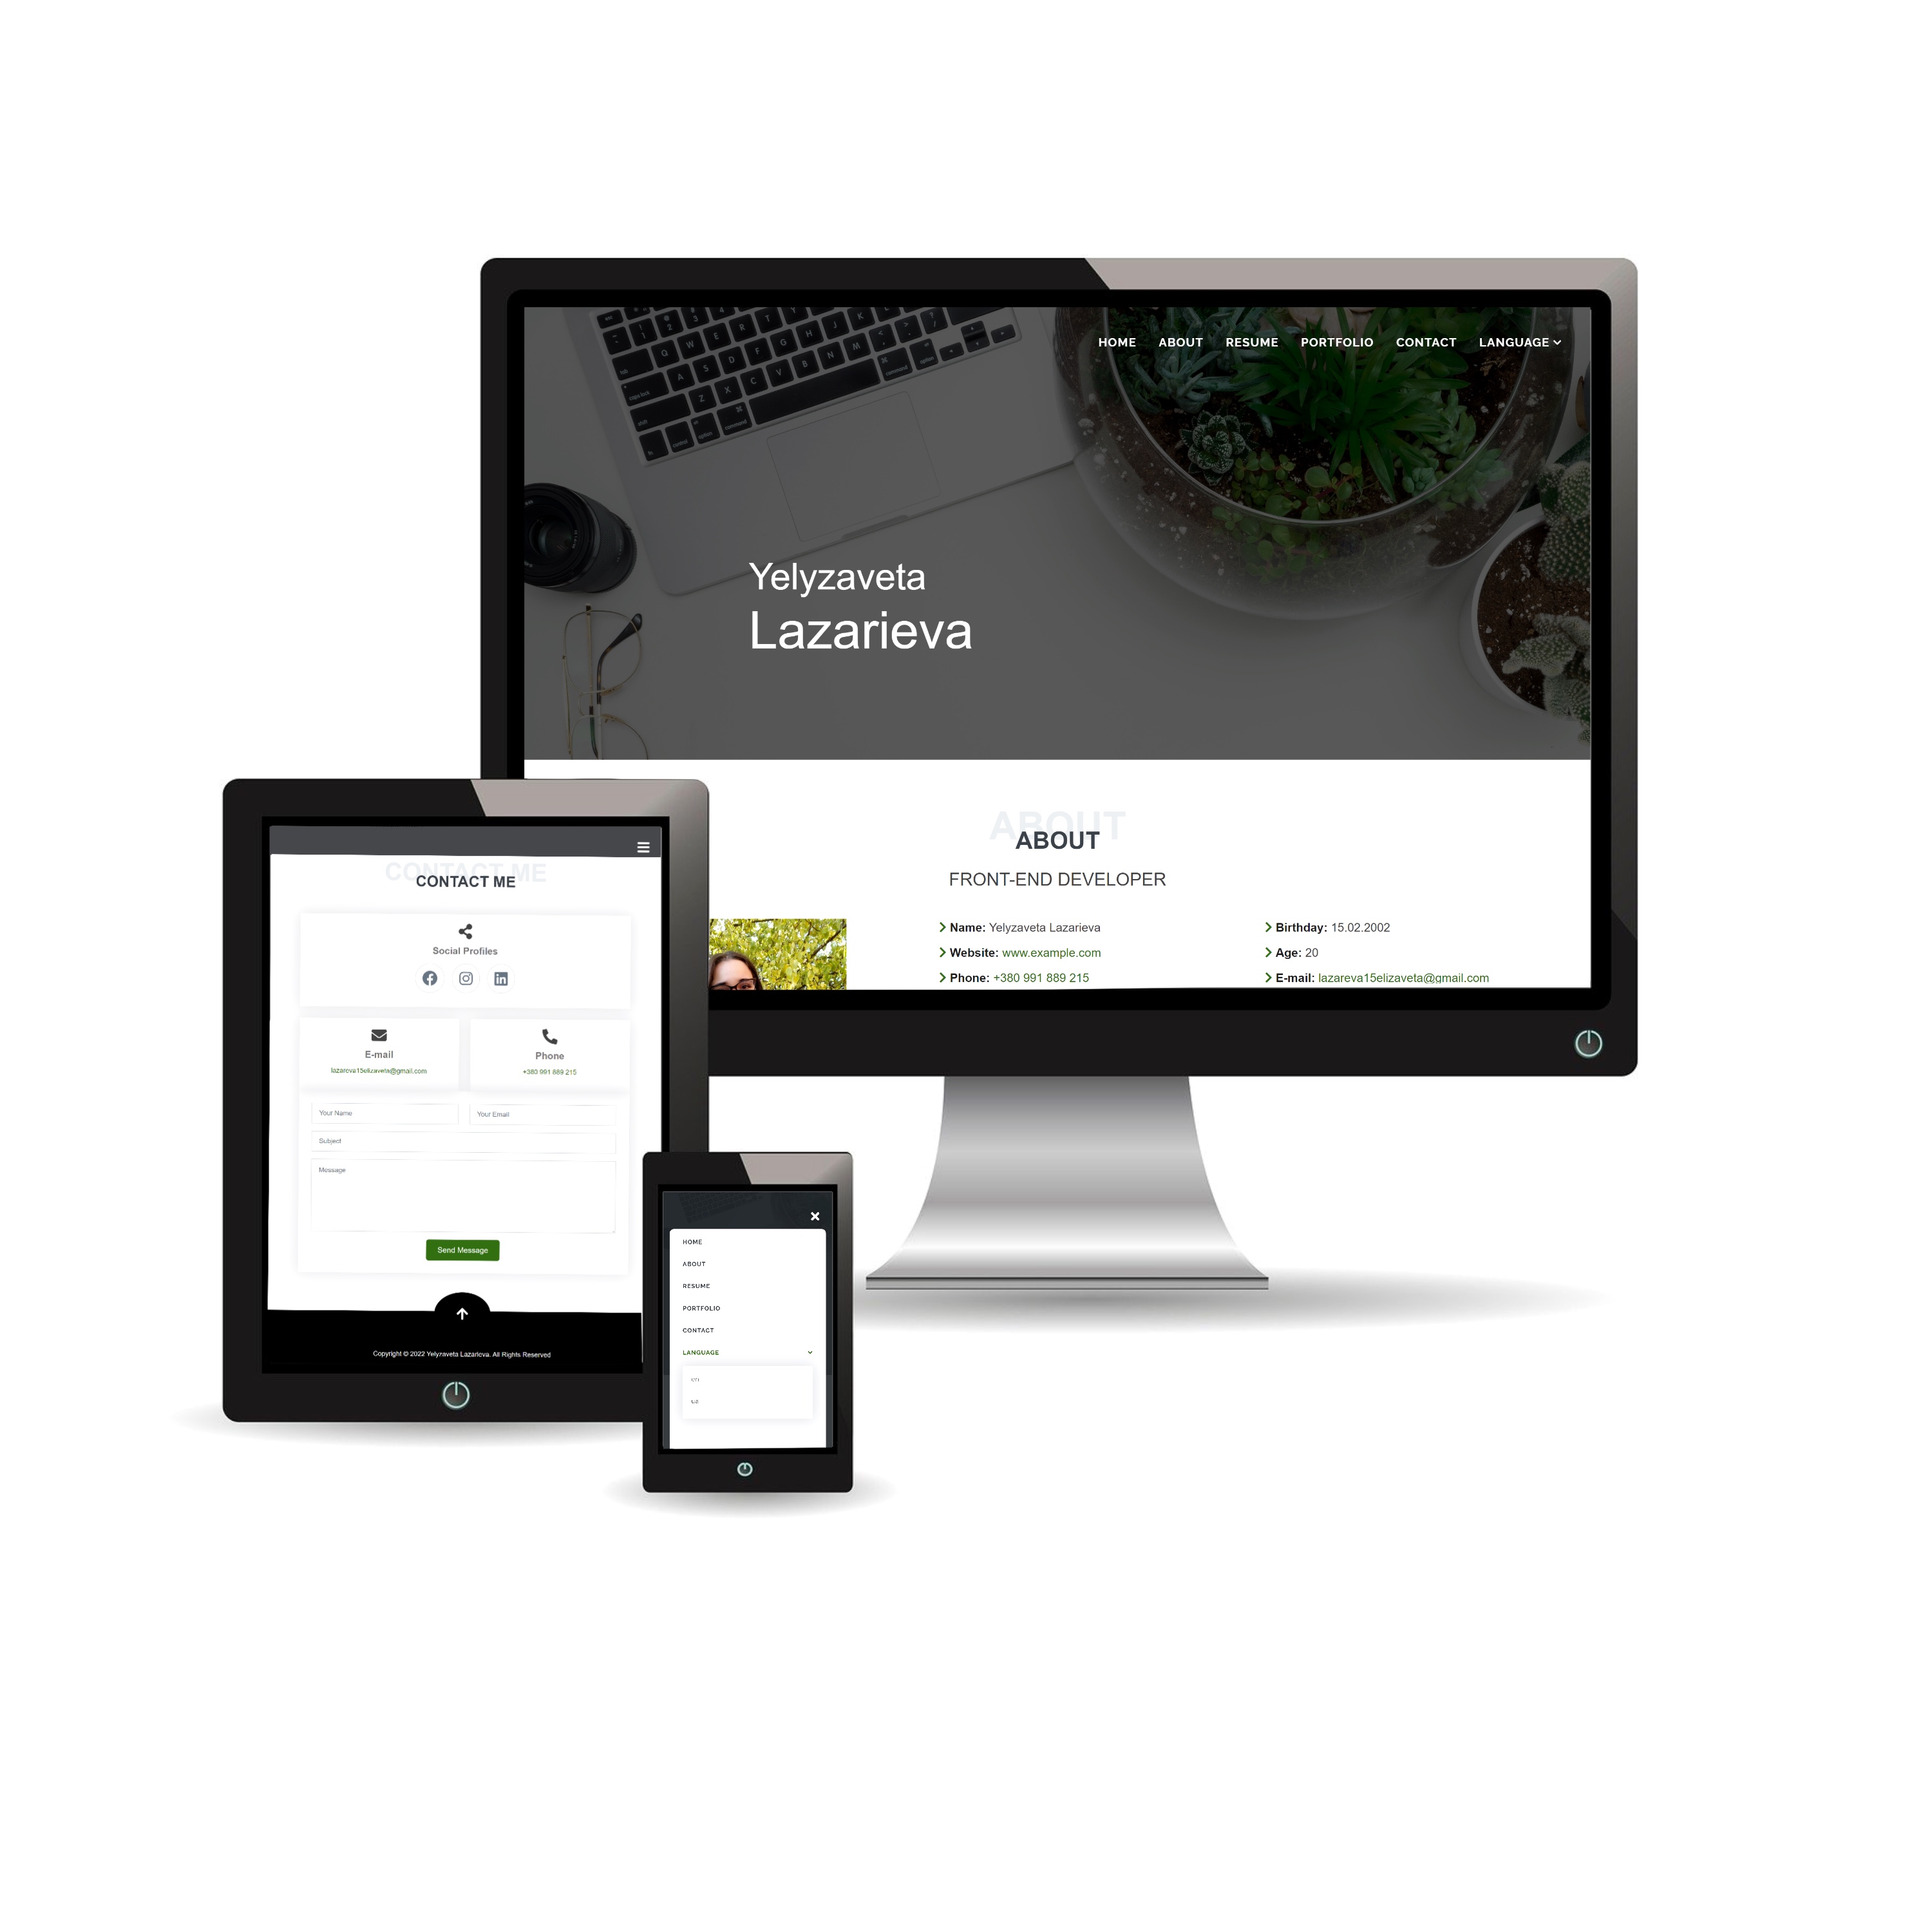 HOME ABOUT RESUME PORTFOLIO CONTACT LANGUAGE
Yelyzaveta
Lazarieva
ABOUT
ABOUT
FRONT-END DEVELOPER
Name: Yelyzaveta Lazarieva
Website: www.example.com
Phone: +380 991 889 215
Birthday: 15.02.2002
Age: 20
E-mail: lazareva15elizaveta@gmail.com
CONTACT ME
CONTACT ME
Social Profiles
E-mail
lazareva15elizaveta@gmail.com
Phone
+380 991 889 215
Your Name
Your Email
Subject
Message
Send Message
Copyright © 2022 Yelyzaveta Lazarieva. All Rights Reserved
HOME
ABOUT
RESUME
PORTFOLIO
CONTACT
LANGUAGE